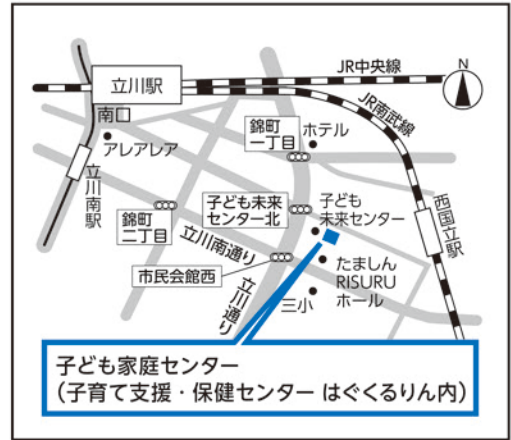 JR中央線
N
立川駅
JR南武線
南口
アレアレア
錦町
一丁目
ホテル
立川南駅
錦町
二丁目
子ども未来
センター北
子ども
未来センター
西国立駅
立川南通り
市民会館西
たましん
RISURU
ホール
立川通り
三小
子ども家庭センター
(子育て支援・保健センター はぐくるりん内)